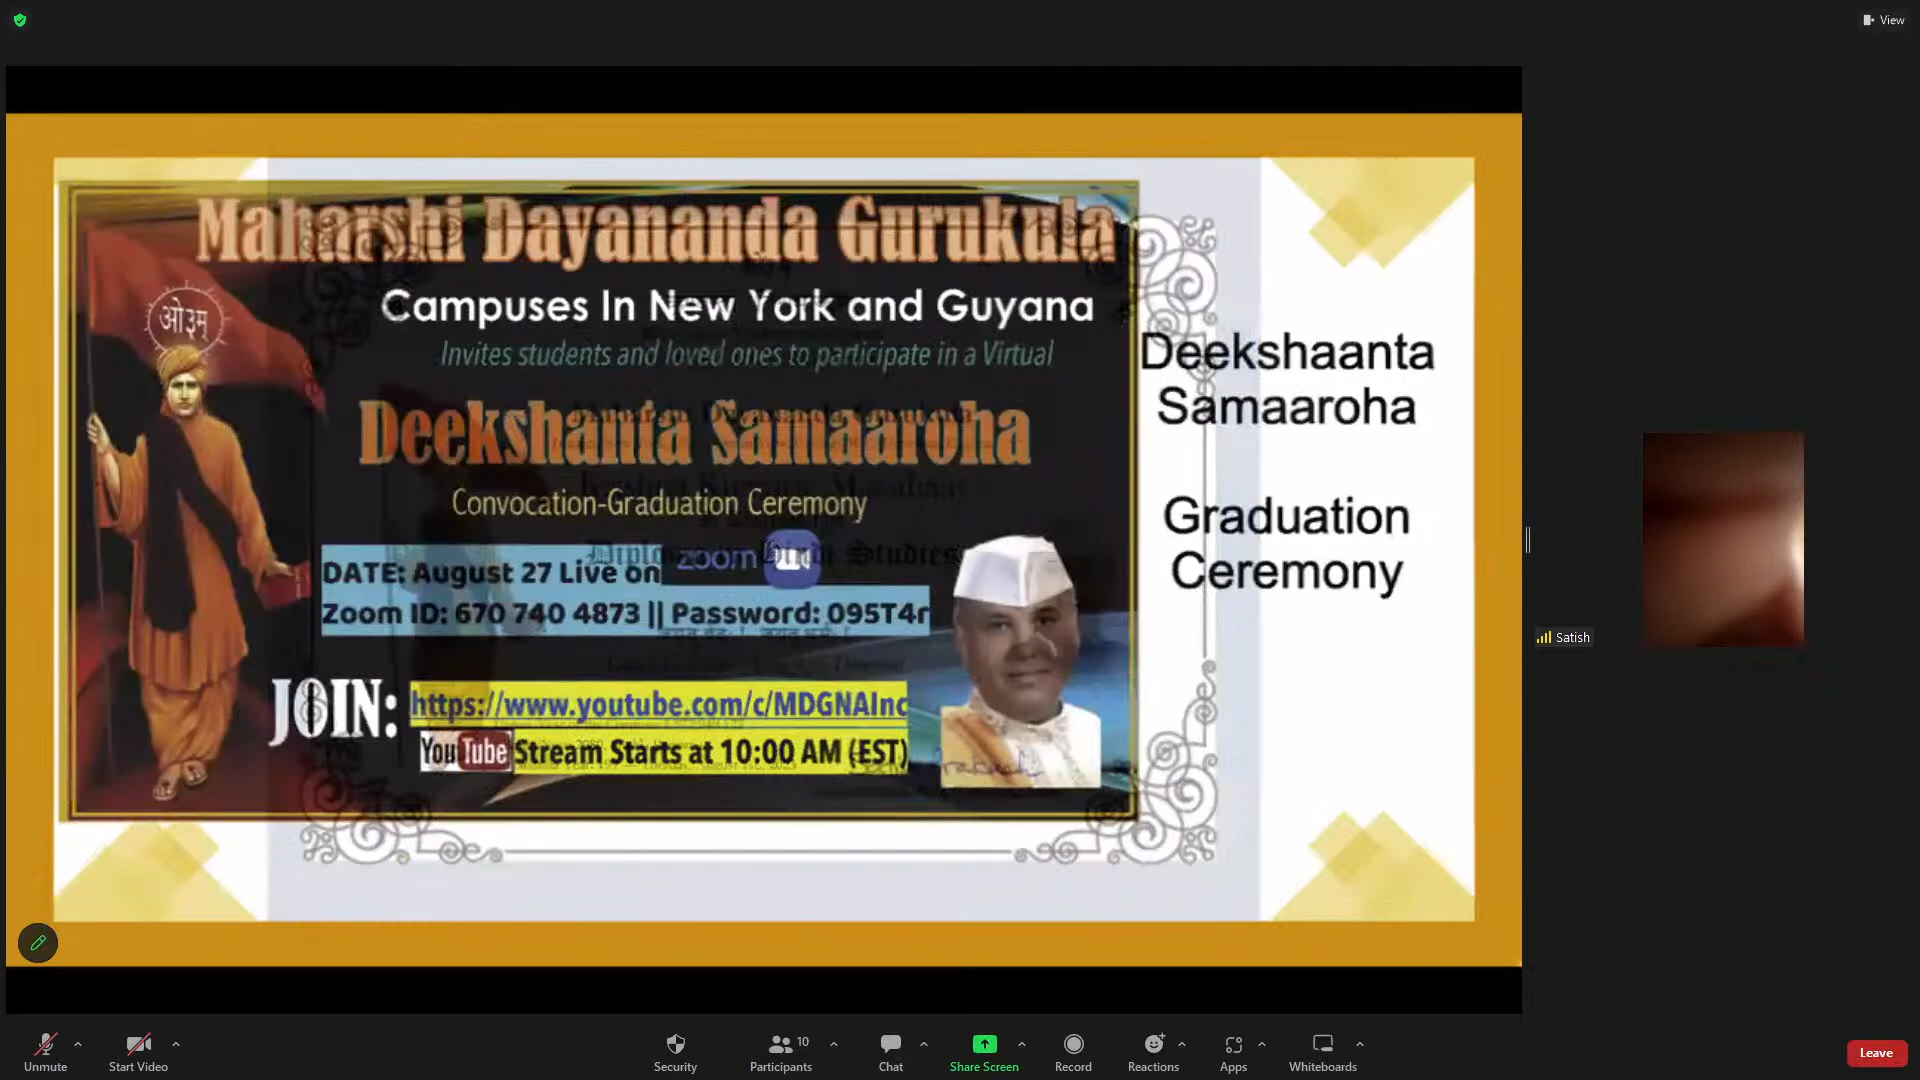 View
Maharshi Dayananda Gurukula
Campuses In New York and Guyana
Invites students and loved ones to participate in a Virtual
Deekshanta Samaaroha
Convocation-Graduation Ceremony
ओ३म्
DATE: August 27 Live on zoom
Zoom ID: 670 740 4873 || Password: 095T4r
JOIN: https://www.youtube.com/c/MDGNAInc
YouTube Stream Starts at 10:00 AM (EST)
Deekshaanta
Samaaroha
Graduation
Ceremony
Satish
Unmute
Start Video
Security
Participants 10
Chat
Share Screen
Record
Reactions
Apps
Whiteboards
Leave